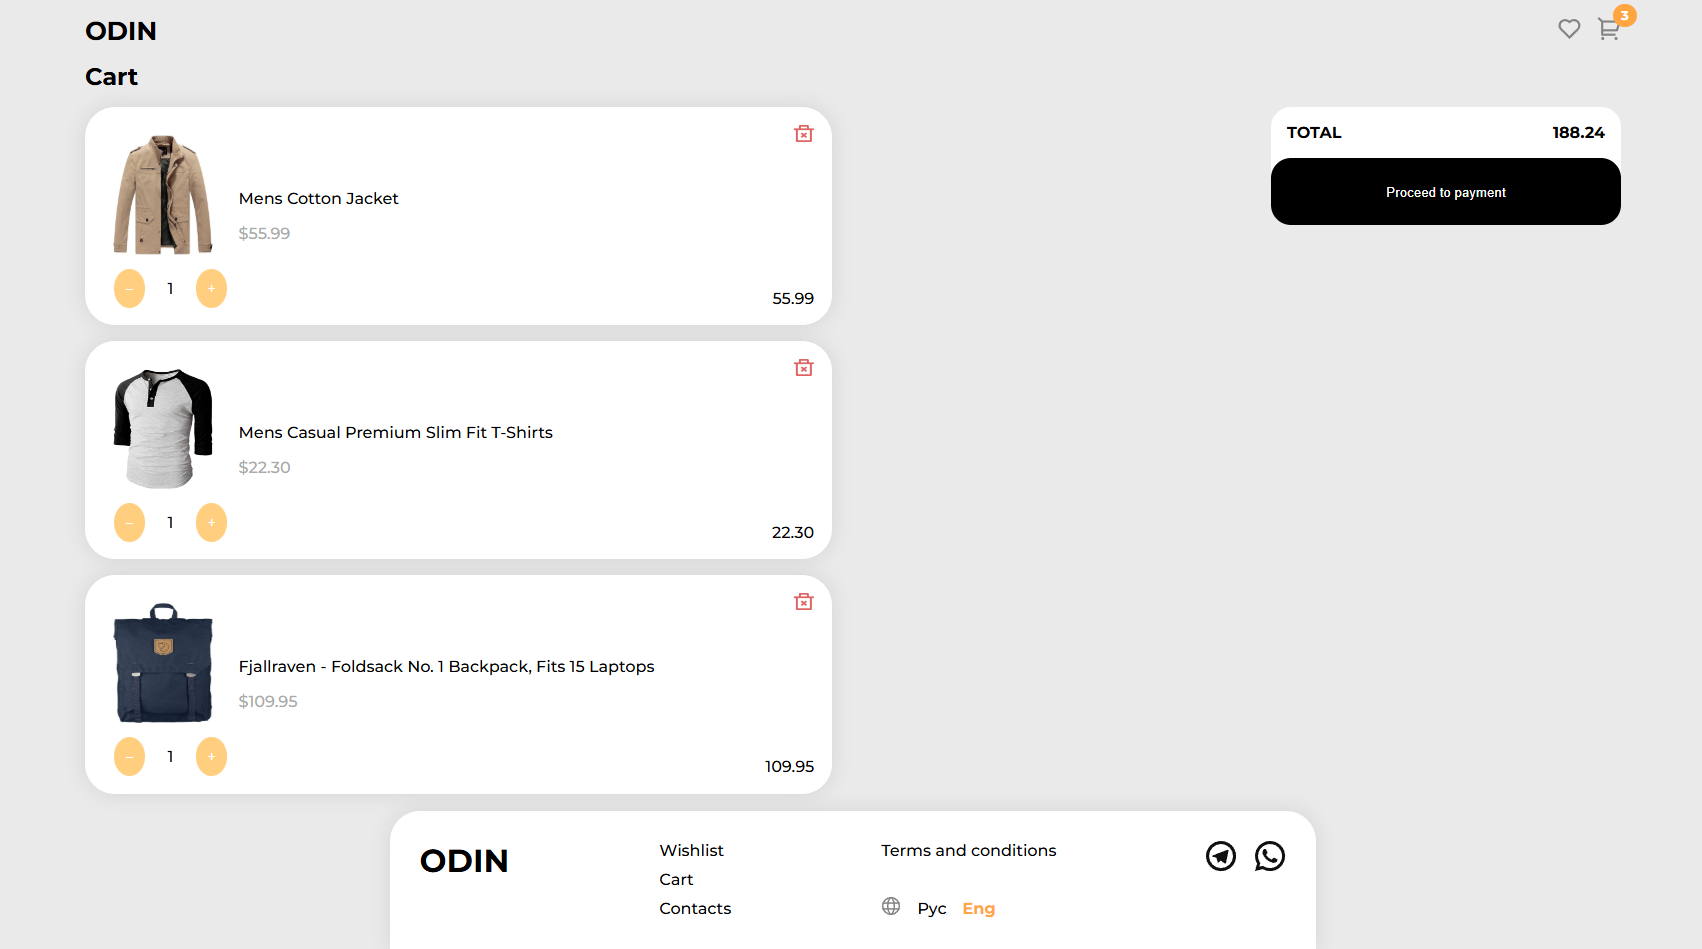 ODIN
3
Cart
Mens Cotton Jacket
$55.99
– 1 +
55.99
Mens Casual Premium Slim Fit T-Shirts
$22.30
– 1 +
22.30
Fjallraven - Foldsack No. 1 Backpack, Fits 15 Laptops
$109.95
– 1 +
109.95
TOTAL 188.24
Proceed to payment
ODIN
Wishlist
Cart
Contacts
Terms and conditions
Рус Eng